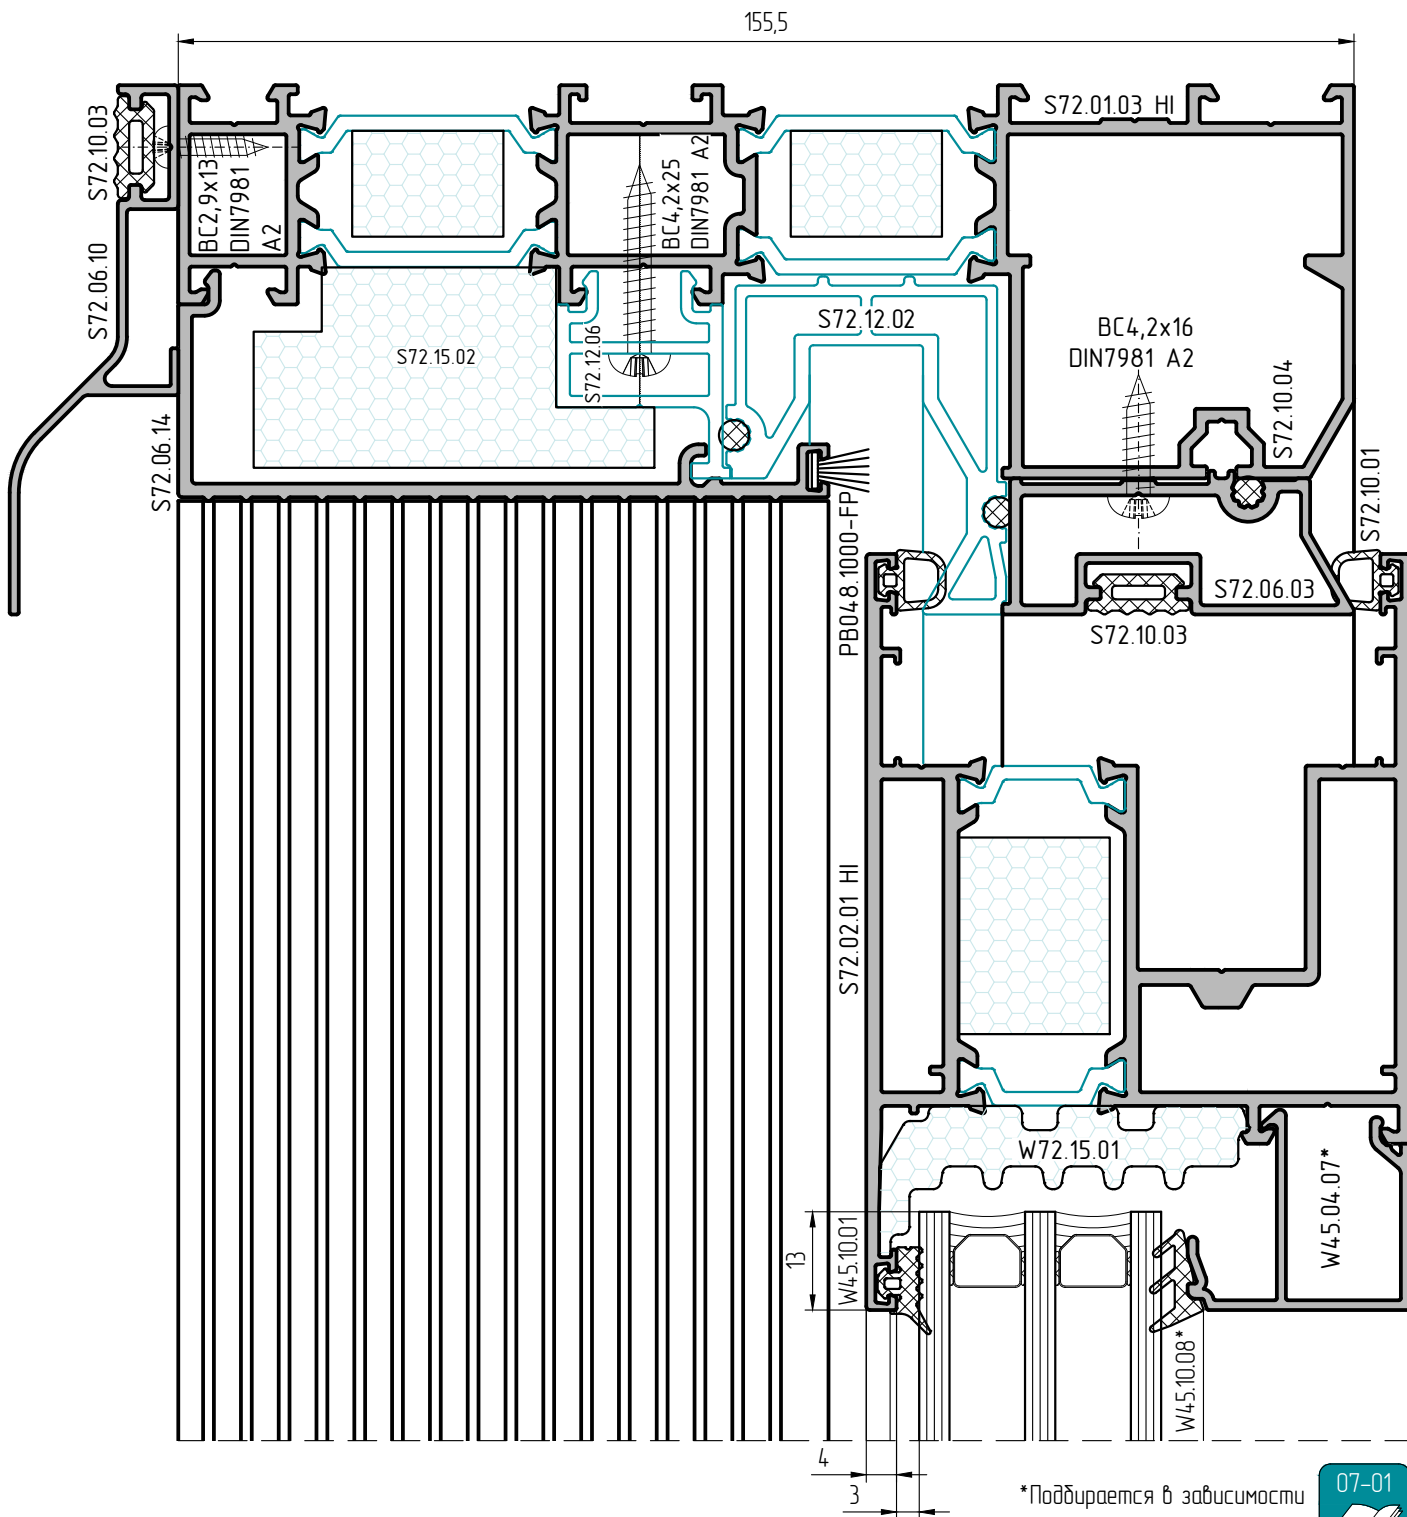 155,5
S72.10.03
S72.01.03 HI
BC2,9x13
DIN7981
A2
BC4,2x25
DIN7981 A2
S72.06.10
S72.12.02
BC4,2x16
DIN7981 A2
S72.15.02
S72.12.06
S72.10.04
S72.06.14
S72.10.01
PB048.1000-FP
S72.06.03
S72.10.03
S72.02.01 HI
W72.15.01
W45.04.07*
13
W45.10.01
W45.10.08*
4
3
*Подбирается в зависимости
07-01